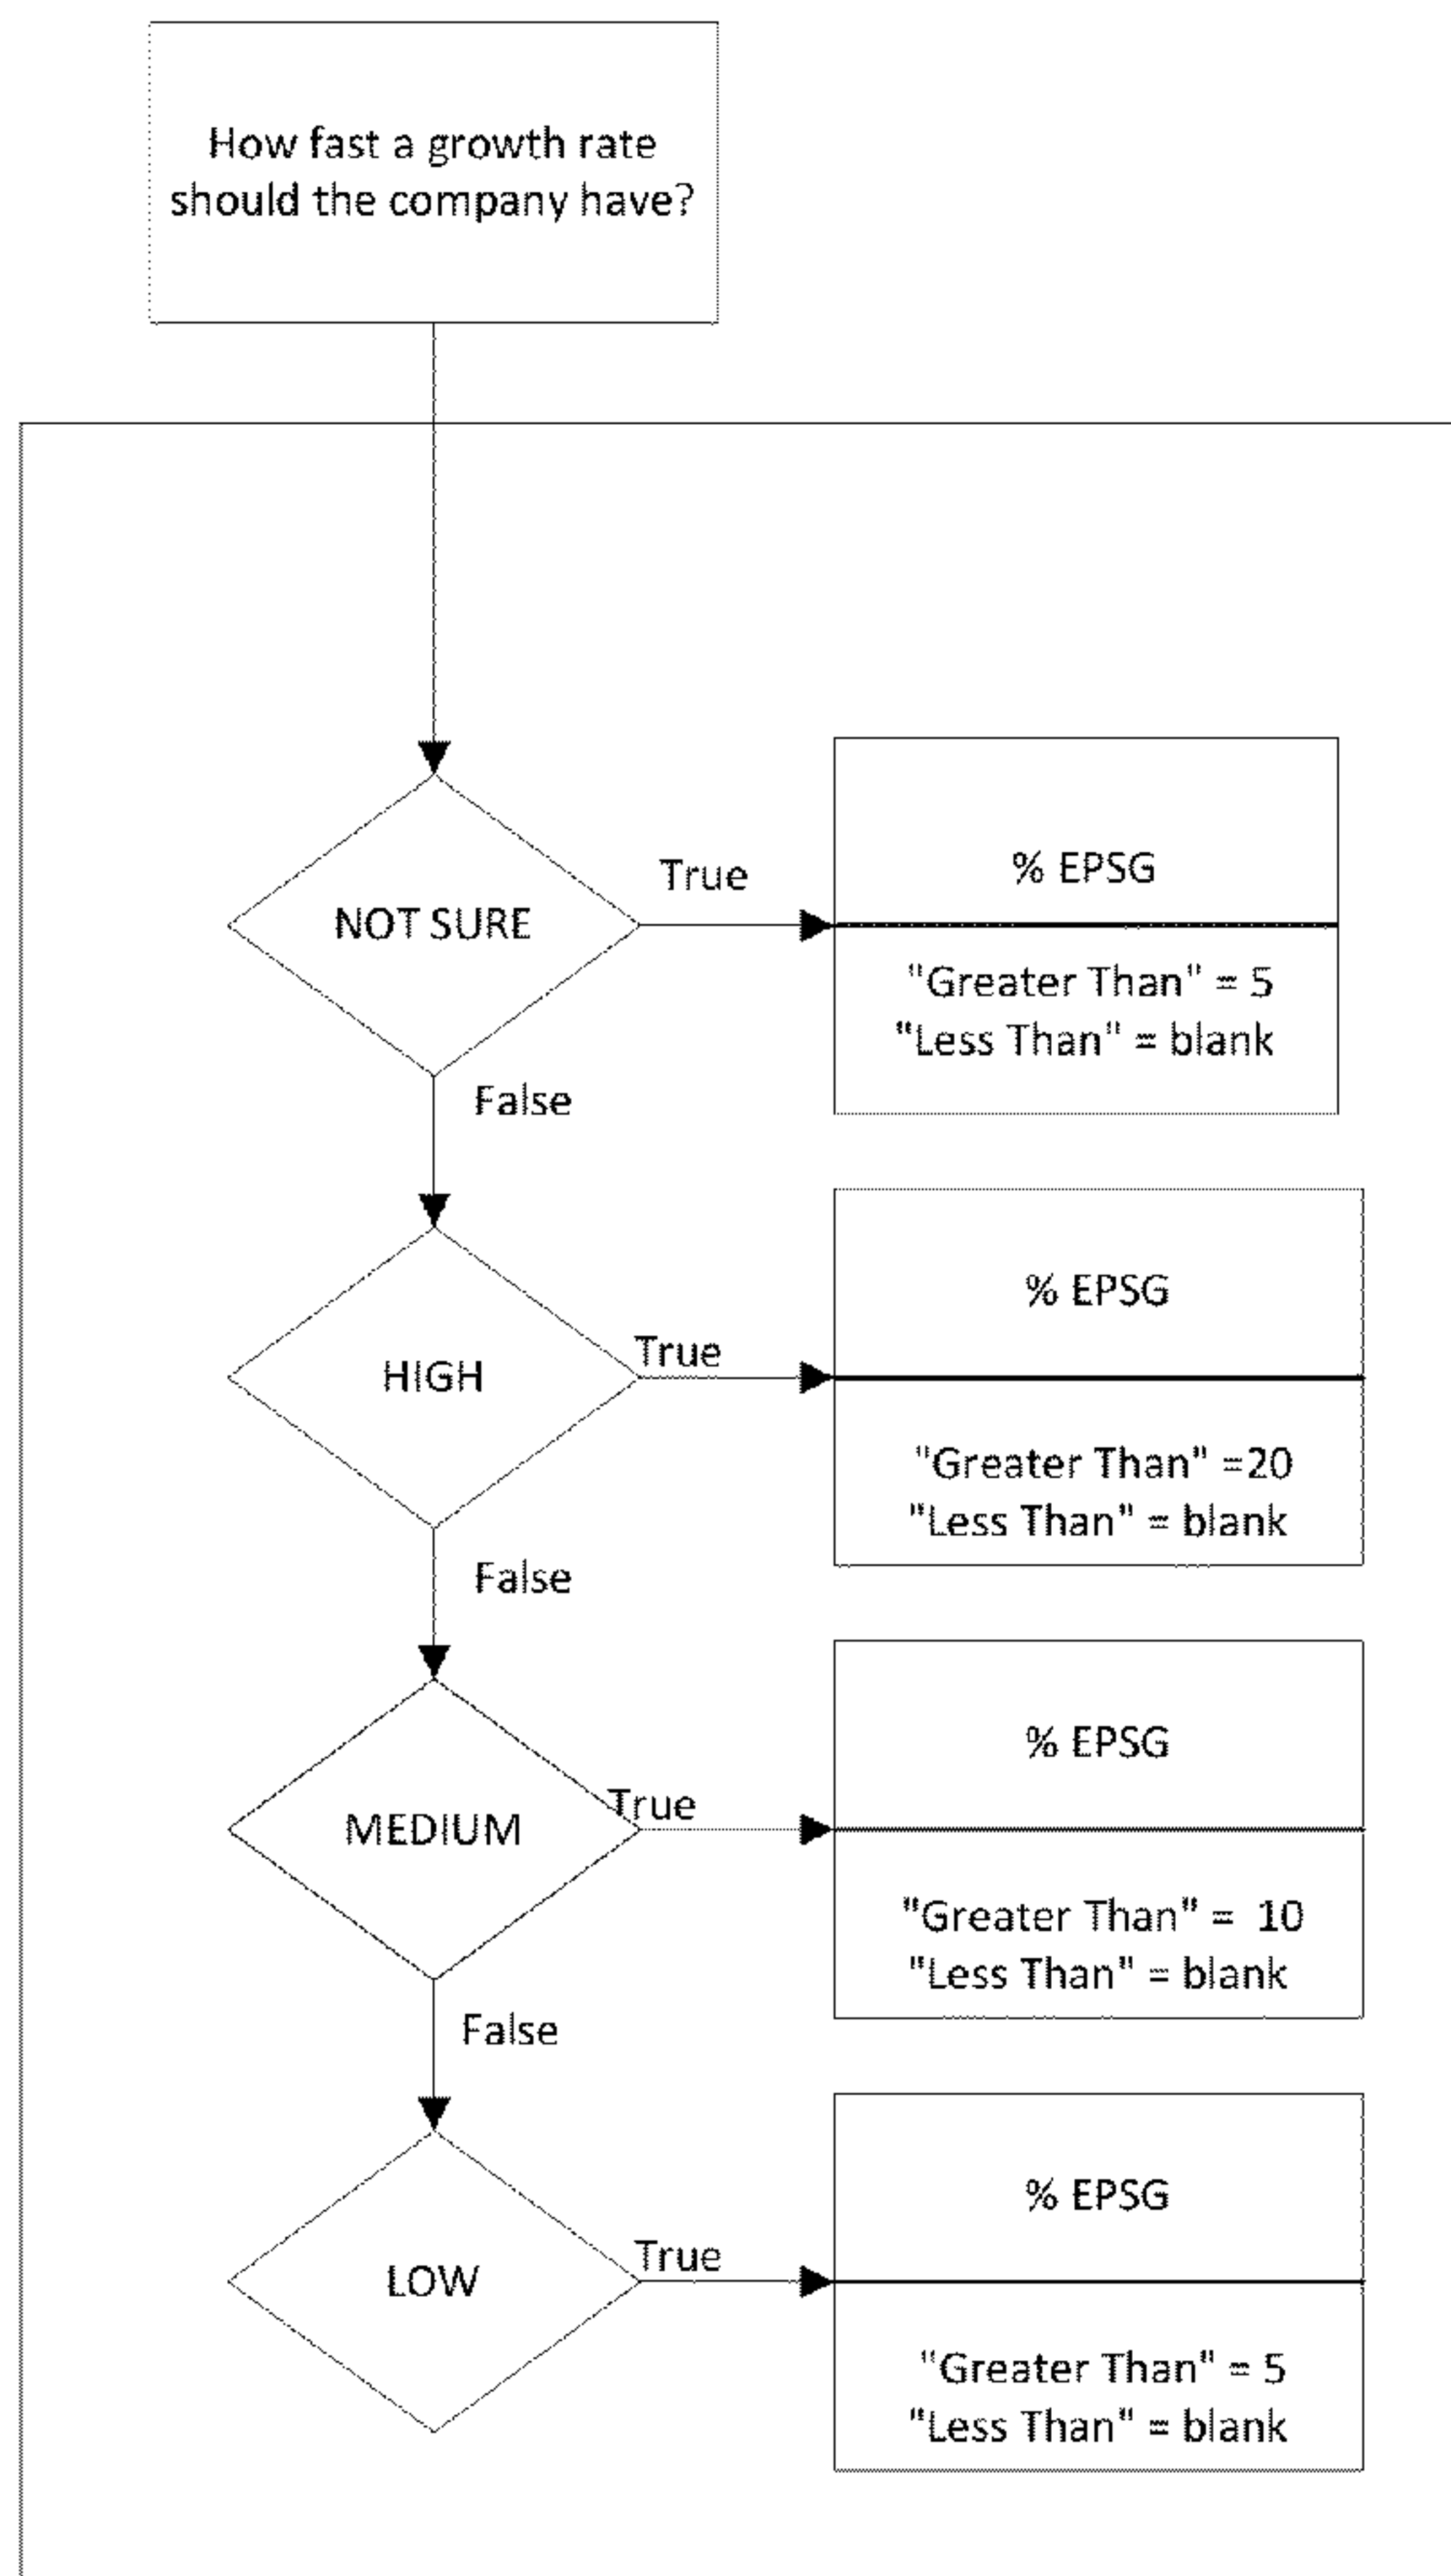 How fast a growth rate
should the company have?
NOT SURE
True
% EPSG
"Greater Than" = 5
"Less Than" = blank
False
HIGH
True
% EPSG
"Greater Than" =20
"Less Than" = blank
False
MEDIUM
True
% EPSG
"Greater Than" =  10
"Less Than" = blank
False
LOW
True
% EPSG
"Greater Than" = 5
"Less Than" = blank